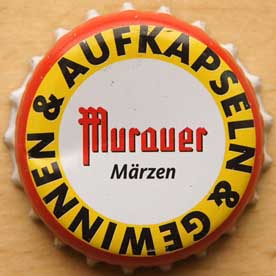 AUFKAPSELN & GEWINNEN &
Murauer
Märzen